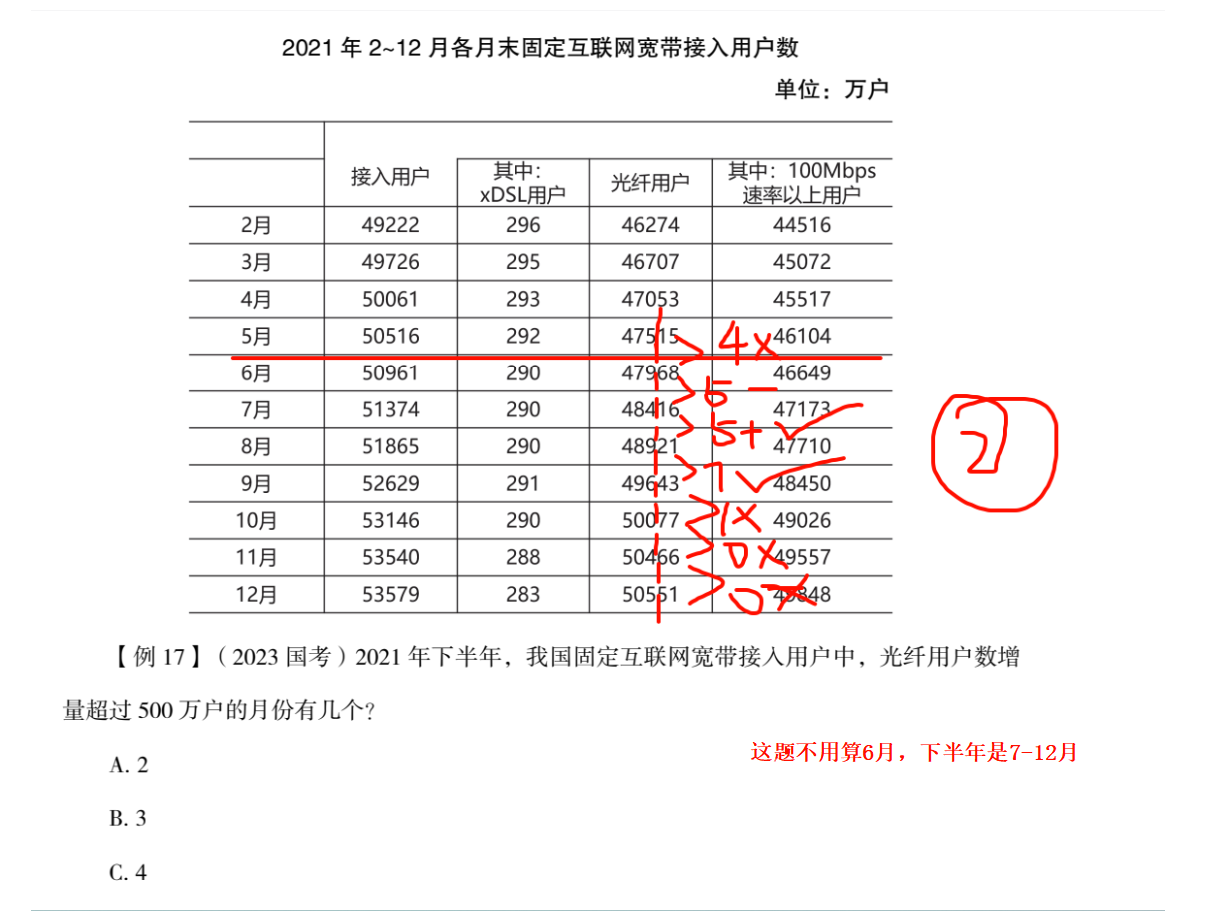 2021 年 2~12 月各月末固定互联网宽带接入用户数
单位：万户
接入用户 其中：xDSL用户 光纤用户 其中：100Mbps速率以上用户
2月 49222 296 46274 44516
3月 49726 295 46707 45072
4月 50061 293 47053 45517
5月 50516 292 47515 46104
4×
6月 50961 290 47968 46649
5-
7月 51374 290 48416 47173
5+ ✓
8月 51865 290 48921 47710
7 ✓
9月 52629 291 49643 48450
1×
10月 53146 290 50077 49026
0×
11月 53540 288 50466 49557
0×
12月 53579 283 50551 49848
2
【例 17】（2023 国考）2021 年下半年，我国固定互联网宽带接入用户中，光纤用户数增
量超过 500 万户的月份有几个？
这题不用算6月，下半年是7-12月
A. 2
B. 3
C. 4